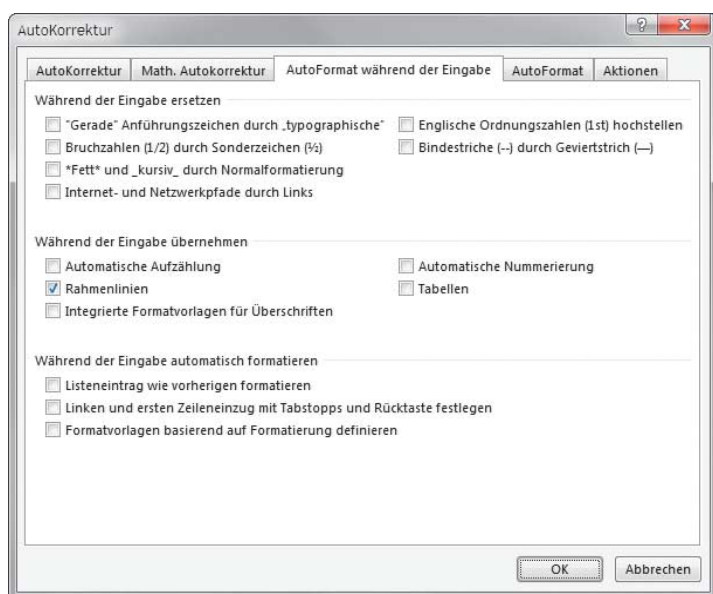 AutoKorrektur
AutoKorrektur Math. Autokorrektur AutoFormat während der Eingabe AutoFormat Aktionen
Während der Eingabe ersetzen
"Gerade" Anführungszeichen durch „typographische“ Englische Ordnungszahlen (1st) hochstellen
Bruchzahlen (1/2) durch Sonderzeichen (½) Bindestriche (--) durch Geviertstrich (—)
*Fett* und _kursiv_ durch Normalformatierung
Internet- und Netzwerkpfade durch Links
Während der Eingabe übernehmen
Automatische Aufzählung Automatische Nummerierung
Rahmenlinien Tabellen
Integrierte Formatvorlagen für Überschriften
Während der Eingabe automatisch formatieren
Listeneintrag wie vorherigen formatieren
Linken und ersten Zeileneinzug mit Tabstopps und Rücktaste festlegen
Formatvorlagen basierend auf Formatierung definieren
OK Abbrechen